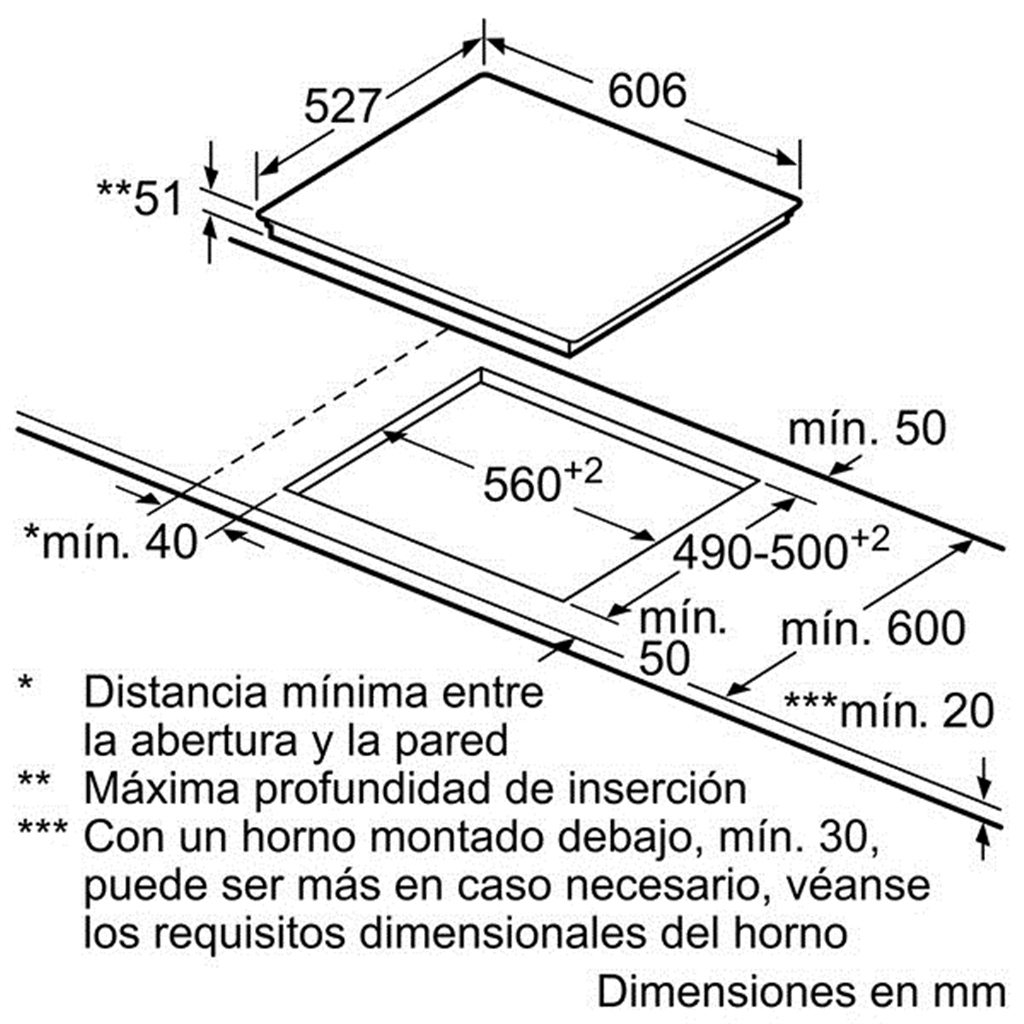 527
606
**51
mín. 50
560+2
*mín. 40
490-500+2
mín.
50
mín. 600
***mín. 20
* Distancia mínima entre
la abertura y la pared
** Máxima profundidad de inserción
*** Con un horno montado debajo, mín. 30,
puede ser más en caso necesario, véanse
los requisitos dimensionales del horno
Dimensiones en mm